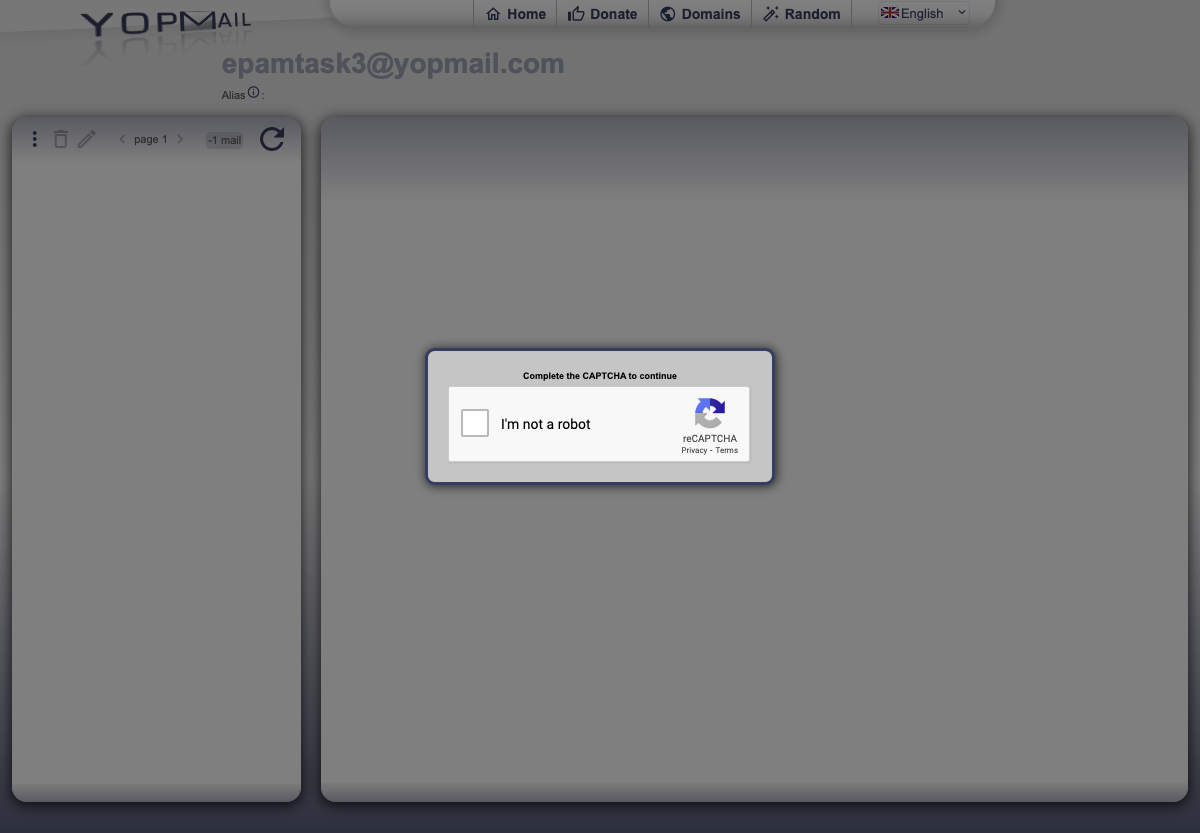 YOPMAIL
Home
Donate
Domains
Random
English
epamtask3@yopmail.com
Alias :
page 1
-1 mail
Complete the CAPTCHA to continue
I'm not a robot
reCAPTCHA
Privacy - Terms